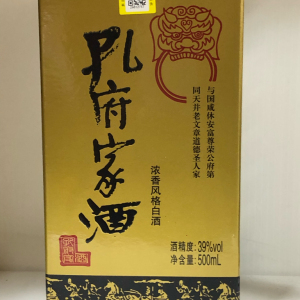 孔府家酒
与国咸休安富尊荣公府第
同天并老文章道德圣人家
浓香风格白酒
酒精度: 39%vol
净含量: 500mL